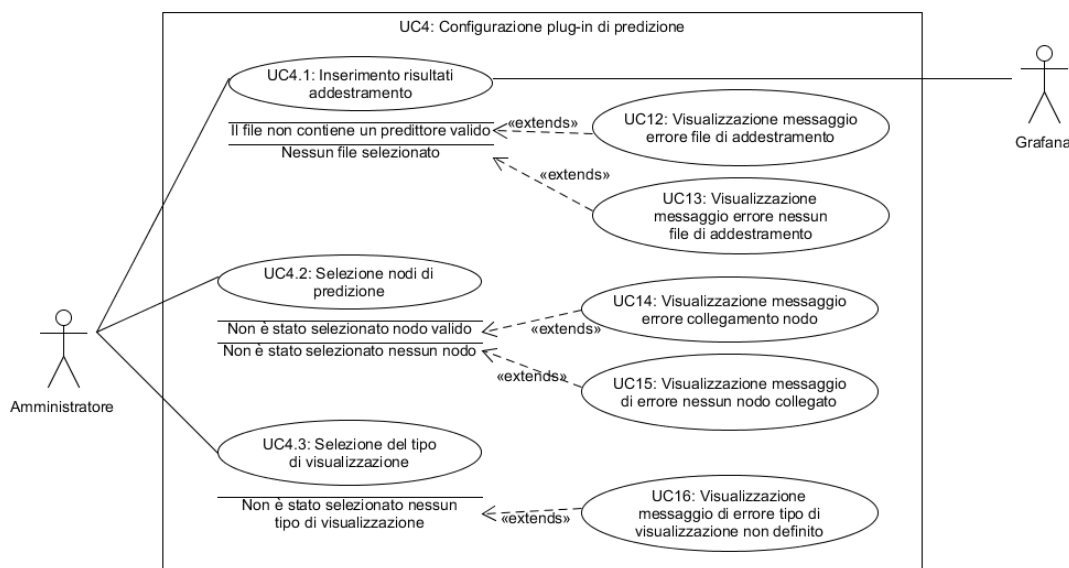 UC4: Configurazione plug-in di predizione
UC4.1: Inserimento risultati
addestramento
Il file non contiene un predittore valido
Nessun file selezionato
«extends»
UC12: Visualizzazione messaggio
errore file di addestramento
Grafana
«extends»
UC13: Visualizzazione
messaggio errore nessun
file di addestramento
UC4.2: Selezione nodi di
predizione
Non è stato selezionato nodo valido
Non è stato selezionato nessun nodo
«extends»
UC14: Visualizzazione messaggio
errore collegamento nodo
«extends»
UC15: Visualizzazione messaggio
di errore nessun nodo collegato
Amministratore
UC4.3: Selezione del tipo
di visualizzazione
Non è stato selezionato nessun
tipo di visualizzazione
«extends»
UC16: Visualizzazione
messaggio di errore tipo di
visualizzazione non definito